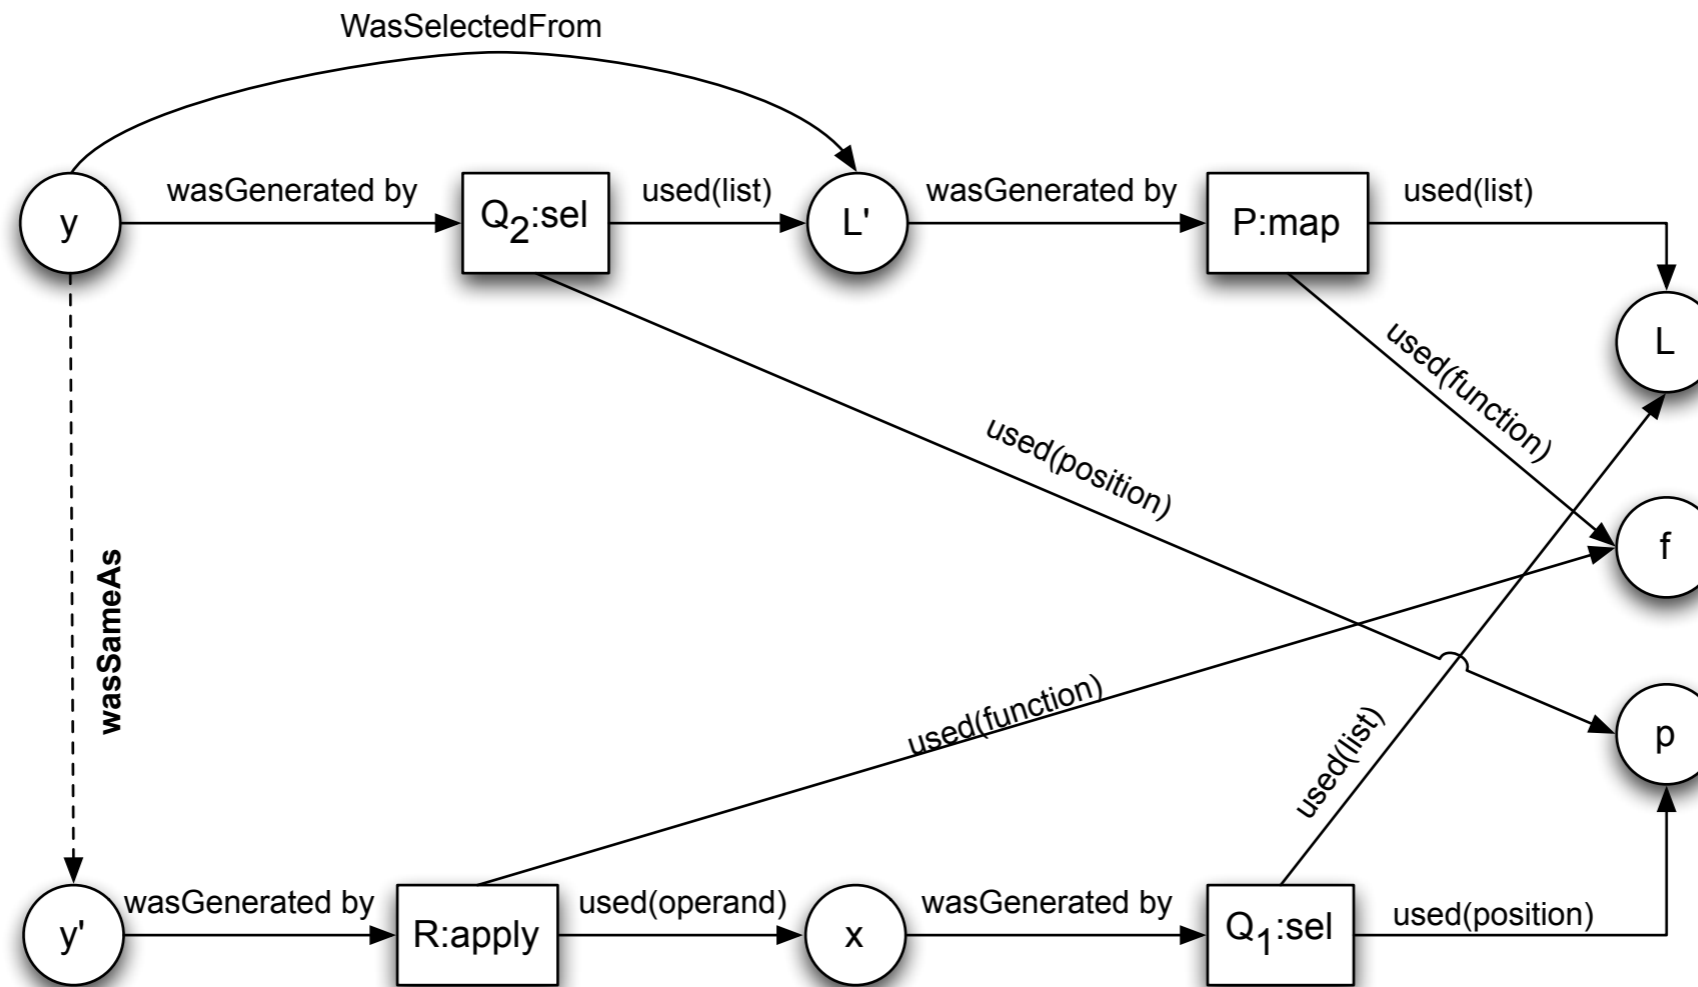 WasSelectedFrom
y
wasGenerated by
Q2:sel
used(list)
L'
wasGenerated by
P:map
used(list)
L
used(function)
used(position)
f
wasSameAs
used(function)
used(list)
p
y'
wasGenerated by
R:apply
used(operand)
x
wasGenerated by
Q1:sel
used(position)